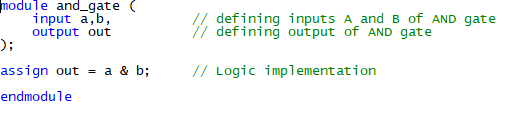 module and_gate (
    input a,b,          // defining inputs A and B of AND gate
    output out          // defining output of AND gate
);
assign out = a & b;     // Logic implementation
endmodule